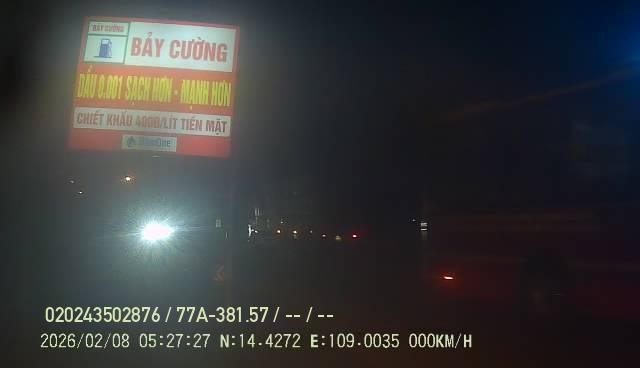 BẢY CƯỜNG
BẢY CƯỜNG
DẦU 0.001 SẠCH HƠN - MẠNH HƠN
CHIẾT KHẤU 400Đ/LÍT TIỀN MẶT
020243502876 / 77A-381.57 / -- / --
2026/02/08 05:27:27 N:14.4272 E:109.0035 000KM/H